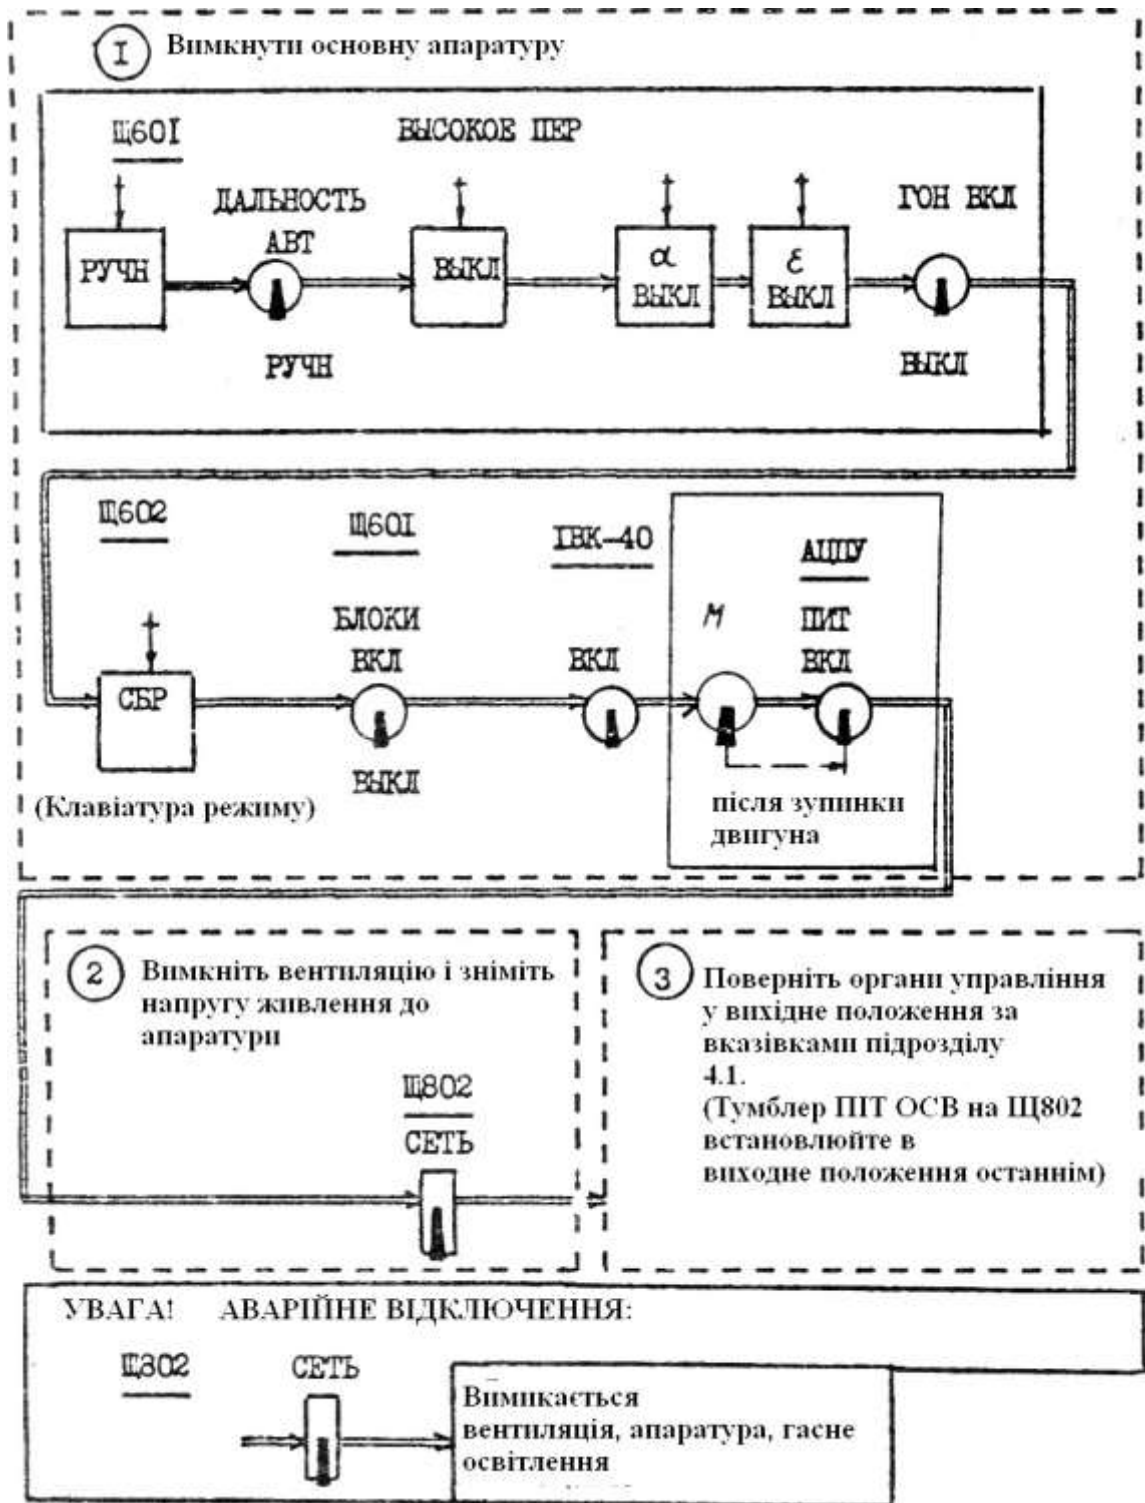 I Вимкнути основну апаратуру
Щ601
ВЫСОКОЕ ПЕР
ДАЛЬНОСТЬ
ГОН ВКЛ
АВТ
РУЧН
ВЫКЛ
α
ВЫКЛ
ε
ВЫКЛ
РУЧН
ВЫКЛ
Щ602
Щ601
ІВК-40
АЦПУ
БЛОКИ
М
ПИТ
ВКЛ
ВКЛ
ВКЛ
СБР
ВЫКЛ
(Клавіатура режиму)
після зупинки
двигуна
2 Вимкніть вентиляцію і зніміть
напругу живлення до
апаратури
Щ802
СЕТЬ
3 Поверніть органи управління
у вихідне положення за
вказівками підрозділу
4.1.
(Тумблер ПІТ ОСВ на Щ802
встановлюйте в
виходне положення останнім)
УВАГА! АВАРІЙНЕ ВІДКЛЮЧЕННЯ:
Щ802
СЕТЬ
Вимикається
вентиляція, апаратура, гасне
освітлення